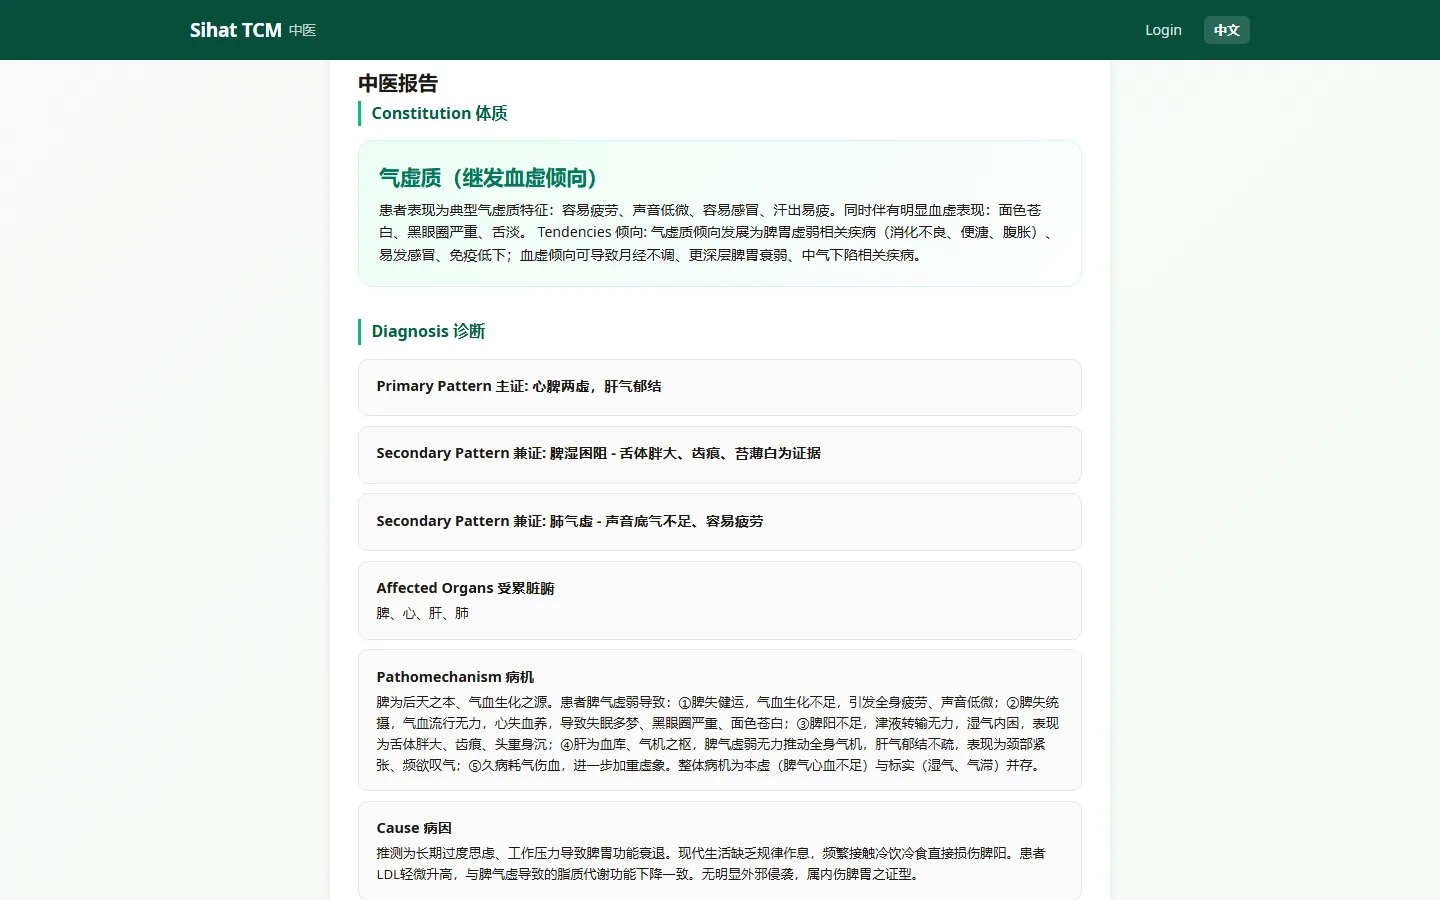 Sihat TCM 中医
Login
中文
中医报告
Constitution 体质
气虚质（继发血虚倾向）
患者表现为典型气虚质特征：容易疲劳、声音低微、容易感冒、汗出易疲。同时伴有明显血虚表现：面色苍
白、黑眼圈严重、舌淡。 Tendencies 倾向: 气虚质倾向发展为脾胃虚弱相关疾病（消化不良、便溏、腹胀）、
易发感冒、免疫低下；血虚倾向可导致月经不调、更深层脾胃衰弱、中气下陷相关疾病。
Diagnosis 诊断
Primary Pattern 主证: 心脾两虚，肝气郁结
Secondary Pattern 兼证: 脾湿困阻 - 舌体胖大、齿痕、苔薄白为证据
Secondary Pattern 兼证: 肺气虚 - 声音底气不足、容易疲劳
Affected Organs 受累脏腑
脾、心、肝、肺
Pathomechanism 病机
脾为后天之本、气血生化之源。患者脾气虚弱导致：①脾失健运，气血生化不足，引发全身疲劳、声音低微；②脾失统
摄，气血流行无力，心失血养，导致失眠多梦、黑眼圈严重、面色苍白；③脾阳不足，津液转输无力，湿气内困，表现
为舌体胖大、齿痕、头重身沉；④肝为血库、气机之枢，脾气虚弱无力推动全身气机，肝气郁结不疏，表现为颈部紧
张、频欲叹气；⑤久病耗气伤血，进一步加重虚象。整体病机为本虚（脾气心血不足）与标实（湿气、气滞）并存。
Cause 病因
推测为长期过度思虑、工作压力导致脾胃功能衰退。现代生活缺乏规律作息，频繁接触冷饮冷食直接损伤脾阳。患者
LDL轻微升高，与脾气虚导致的脂质代谢功能下降一致。无明显外邪侵袭，属内伤脾胃之证型。